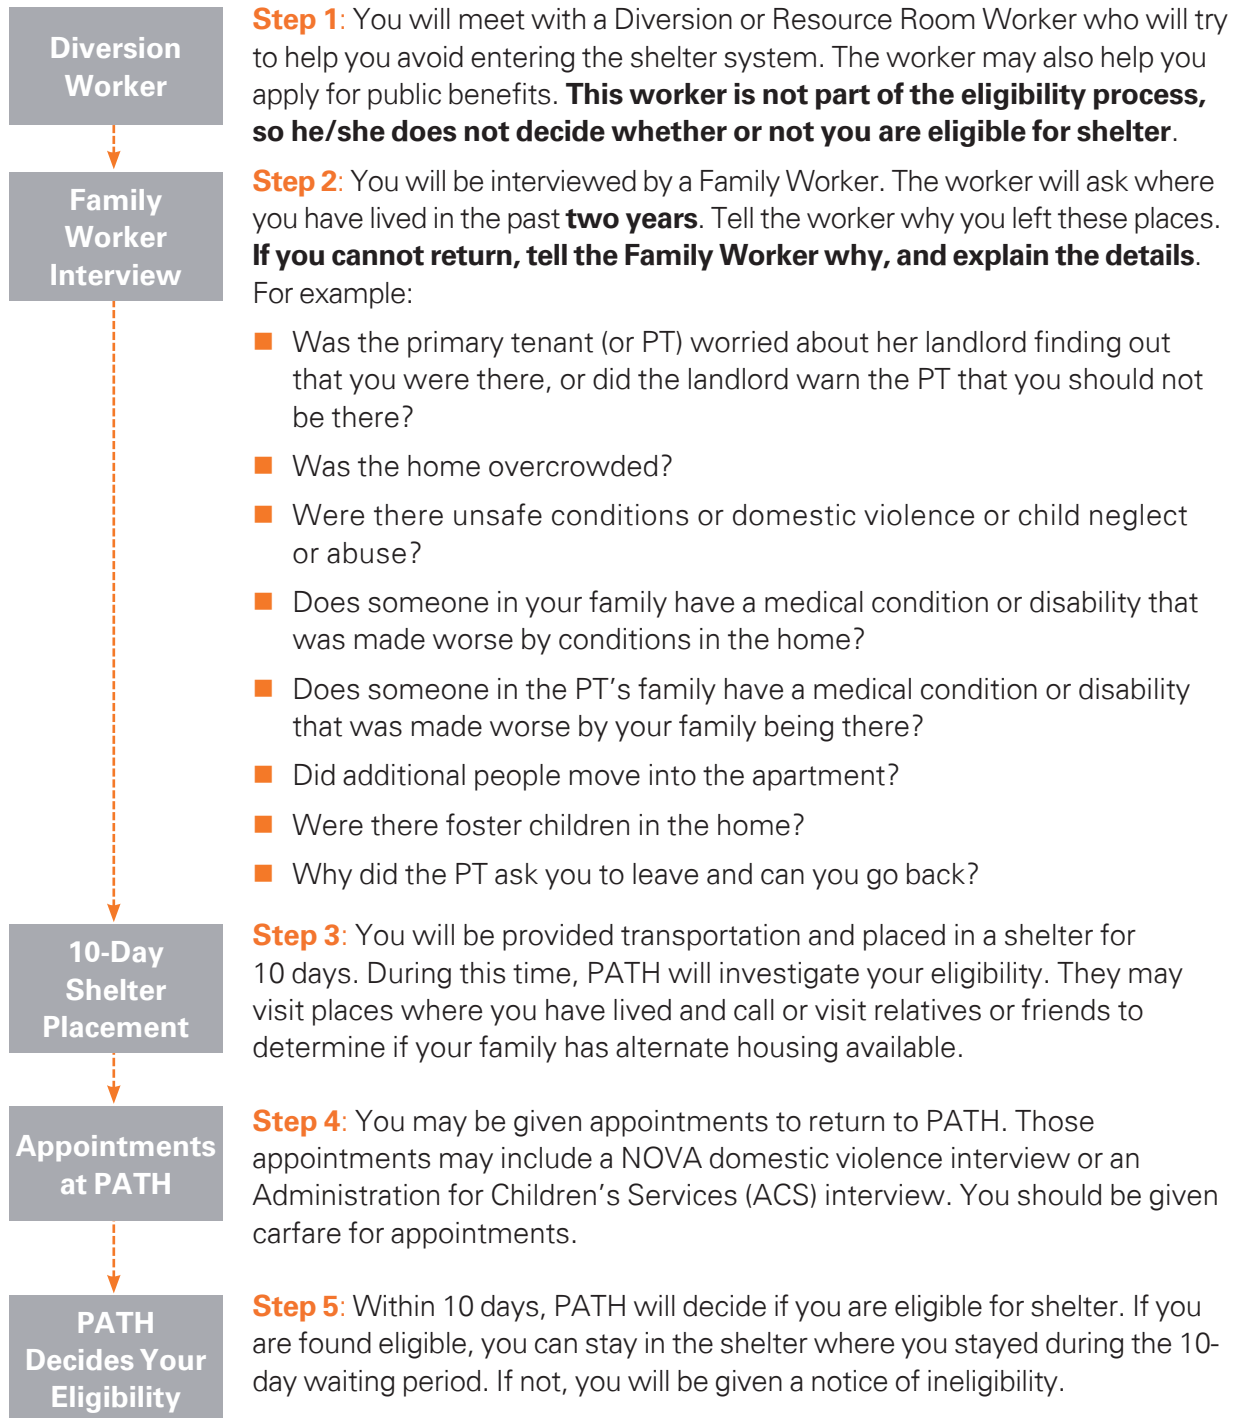 Diversion
Worker
Step 1: You will meet with a Diversion or Resource Room Worker who will try
to help you avoid entering the shelter system. The worker may also help you
apply for public benefits. This worker is not part of the eligibility process,
so he/she does not decide whether or not you are eligible for shelter.
Family
Worker
Interview
Step 2: You will be interviewed by a Family Worker. The worker will ask where
you have lived in the past two years. Tell the worker why you left these places.
If you cannot return, tell the Family Worker why, and explain the details.
For example:
Was the primary tenant (or PT) worried about her landlord finding out
that you were there, or did the landlord warn the PT that you should not
be there?
Was the home overcrowded?
Were there unsafe conditions or domestic violence or child neglect
or abuse?
Does someone in your family have a medical condition or disability that
was made worse by conditions in the home?
Does someone in the PT's family have a medical condition or disability
that was made worse by your family being there?
Did additional people move into the apartment?
Were there foster children in the home?
Why did the PT ask you to leave and can you go back?
10-Day
Shelter
Placement
Step 3: You will be provided transportation and placed in a shelter for
10 days. During this time, PATH will investigate your eligibility. They may
visit places where you have lived and call or visit relatives or friends to
determine if your family has alternate housing available.
Appointments
at PATH
Step 4: You may be given appointments to return to PATH. Those
appointments may include a NOVA domestic violence interview or an
Administration for Children's Services (ACS) interview. You should be given
carfare for appointments.
PATH
Decides Your
Eligibility
Step 5: Within 10 days, PATH will decide if you are eligible for shelter. If you
are found eligible, you can stay in the shelter where you stayed during the 10-
day waiting period. If not, you will be given a notice of ineligibility.